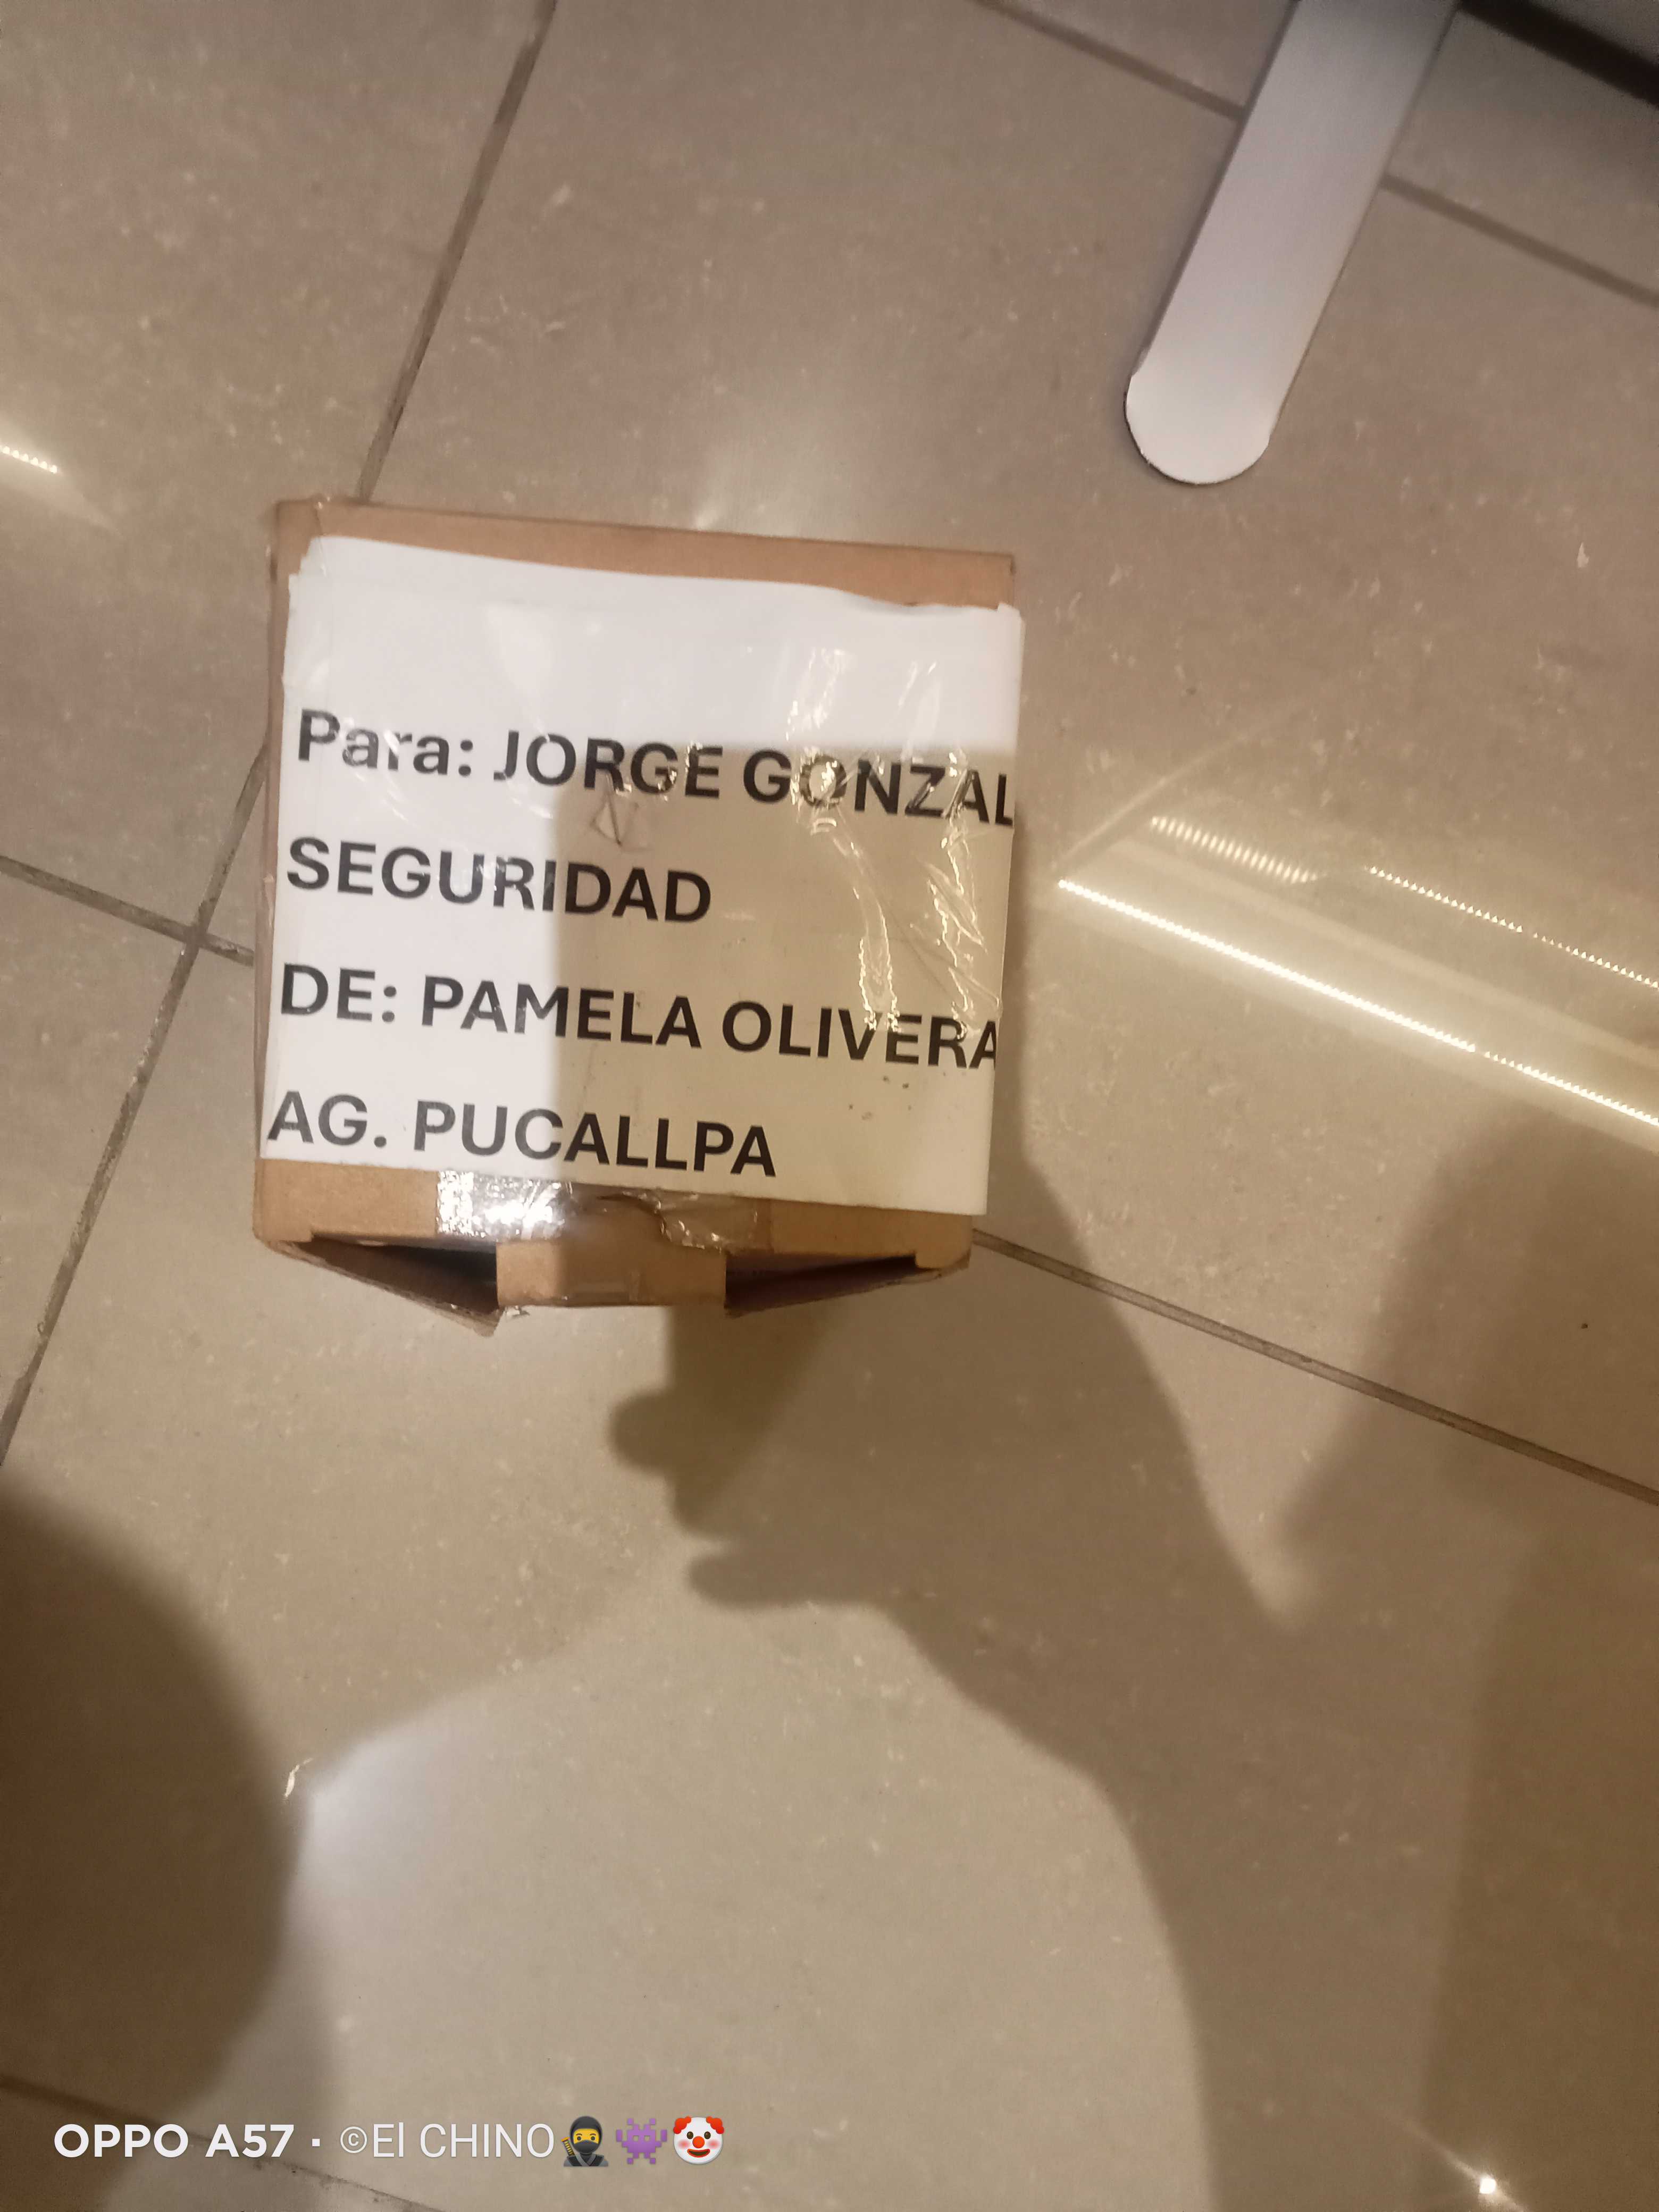 Para: JORGE GONZAL
SEGURIDAD
DE: PAMELA OLIVERA
AG. PUCALLPA
OPPO A57 · ©El CHINO🥷👾🤡